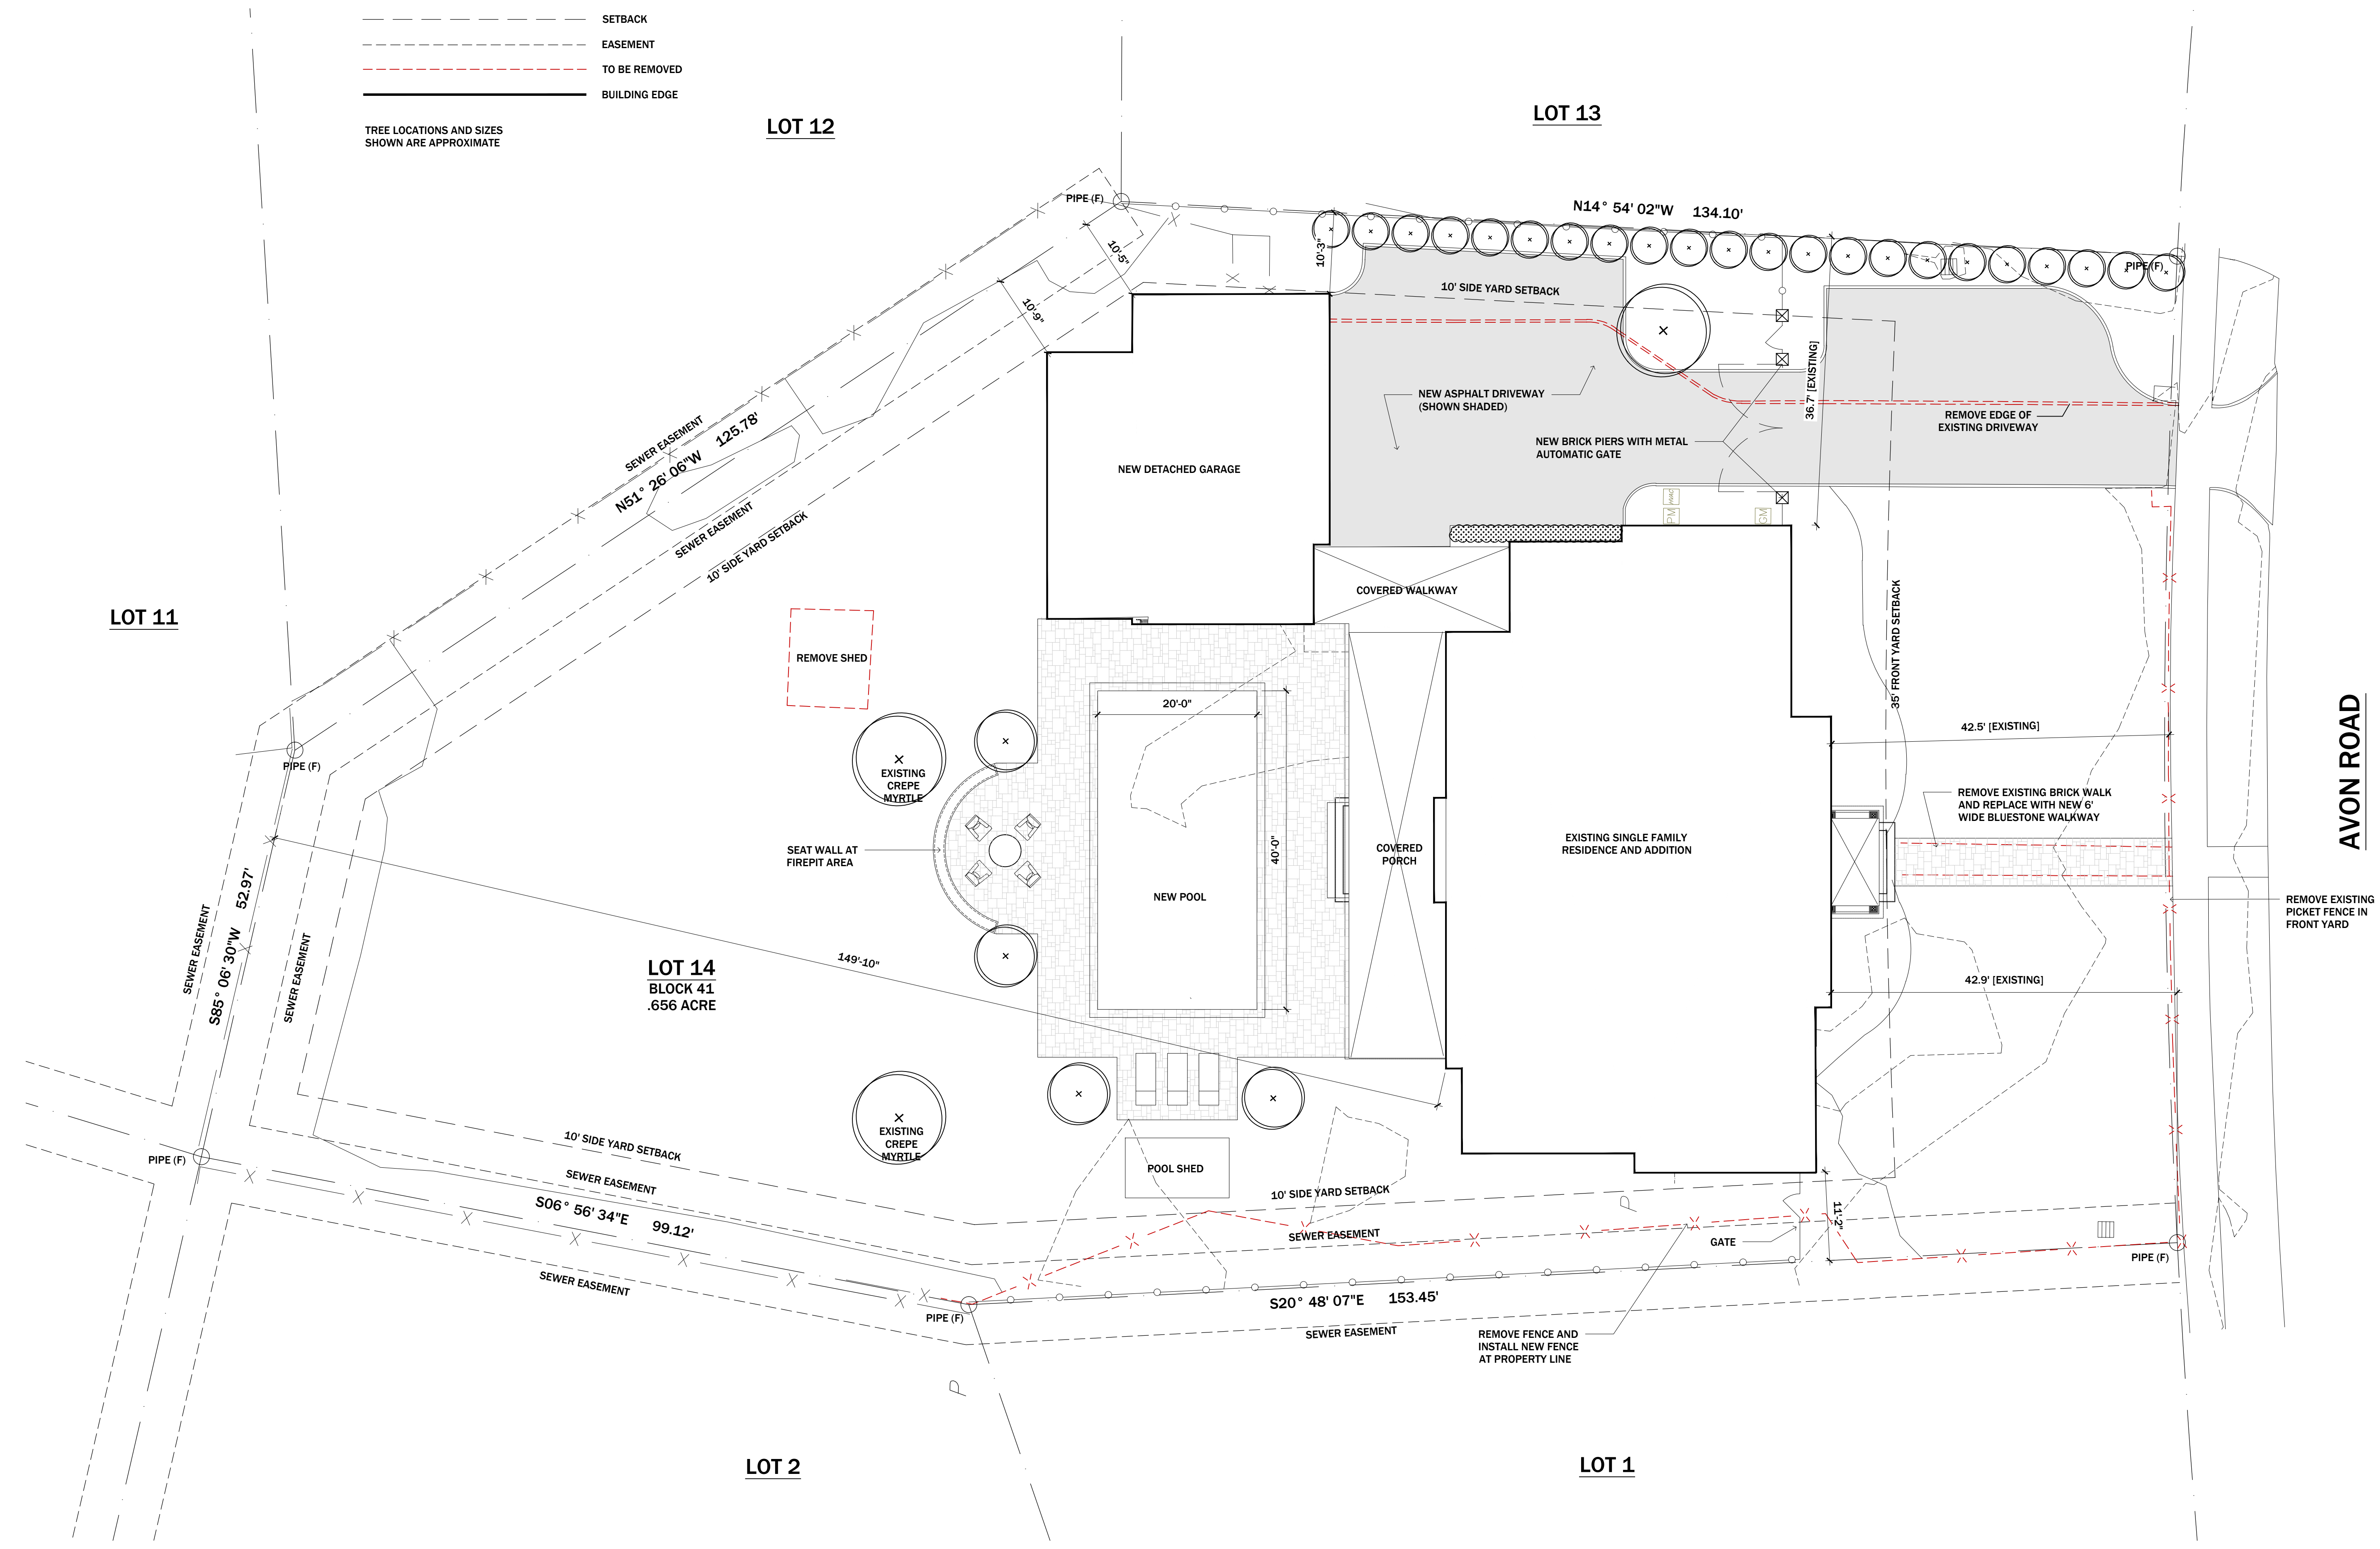 SETBACK
EASEMENT
TO BE REMOVED
BUILDING EDGE
TREE LOCATIONS AND SIZES
SHOWN ARE APPROXIMATE
LOT 12
LOT 13
PIPE (F)
N14° 54' 02"W 134.10'
PIPE (F)
10'-5"
10'-3"
10'-9"
10' SIDE YARD SETBACK
36.7' [EXISTING]
NEW ASPHALT DRIVEWAY
(SHOWN SHADED)
REMOVE EDGE OF
EXISTING DRIVEWAY
NEW BRICK PIERS WITH METAL
AUTOMATIC GATE
SEWER EASEMENT
N51° 26' 06"W 125.78'
SEWER EASEMENT
10' SIDE YARD SETBACK
NEW DETACHED GARAGE
HVAC
PM
GM
COVERED WALKWAY
LOT 11
REMOVE SHED
35' FRONT YARD SETBACK
20'-0"
42.5' [EXISTING]
PIPE (F)
EXISTING
CREPE
MYRTLE
REMOVE EXISTING BRICK WALK
AND REPLACE WITH NEW 6'
WIDE BLUESTONE WALKWAY
AVON ROAD
SEAT WALL AT
FIREPIT AREA
40'-0"
COVERED
PORCH
EXISTING SINGLE FAMILY
RESIDENCE AND ADDITION
NEW POOL
REMOVE EXISTING
PICKET FENCE IN
FRONT YARD
SEWER EASEMENT
S85° 06' 30"W 52.97'
SEWER EASEMENT
149'-10"
LOT 14
BLOCK 41
.656 ACRE
42.9' [EXISTING]
EXISTING
CREPE
MYRTLE
PIPE (F)
10' SIDE YARD SETBACK
SEWER EASEMENT
S06° 56' 34"E 99.12'
SEWER EASEMENT
POOL SHED
10' SIDE YARD SETBACK
SEWER EASEMENT
GATE
11'-2"
PIPE (F)
PIPE (F)
S20° 48' 07"E 153.45'
SEWER EASEMENT
REMOVE FENCE AND
INSTALL NEW FENCE
AT PROPERTY LINE
P
P
LOT 2
LOT 1